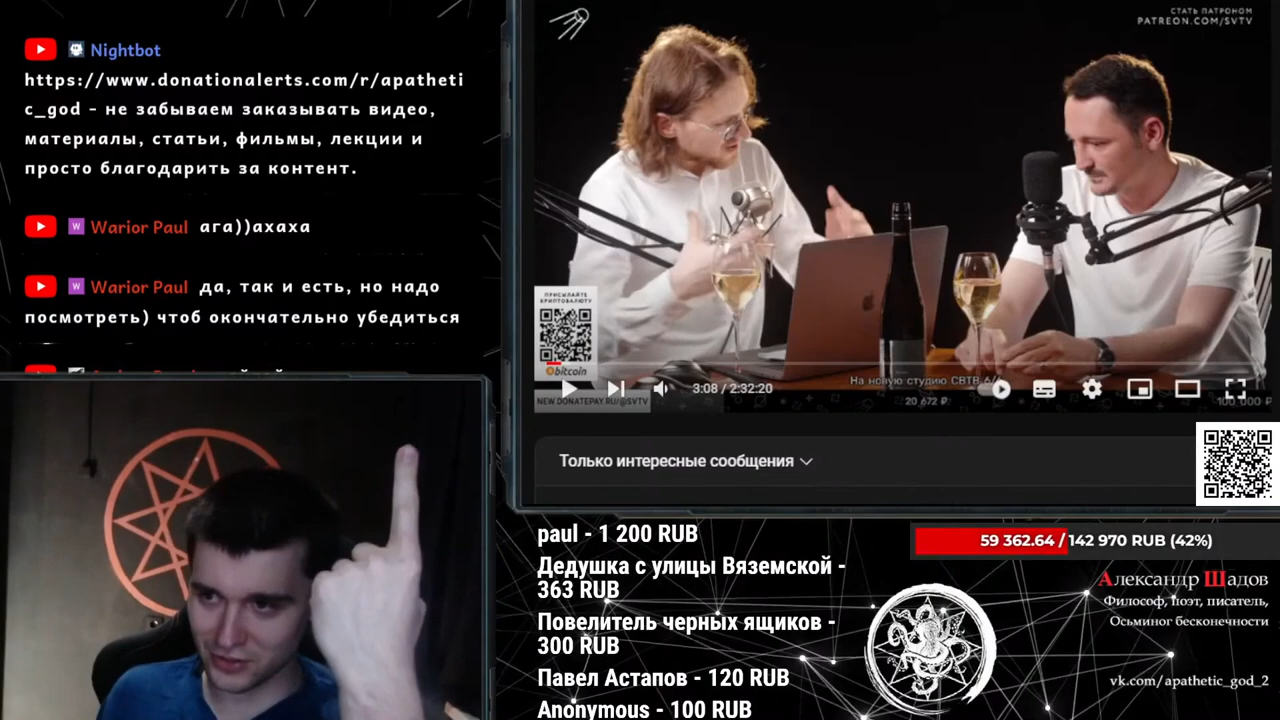 Nightbot
https://www.donationalerts.com/r/apatheti
c_god - не забываем заказывать видео,
материалы, статьи, фильмы, лекции и
просто благодарить за контент.
Warior Paul ага))ахаха
Warior Paul да, так и есть, но надо
посмотреть) чтоб окончательно убедиться
СТАТЬ ПАТРОНОМ
PATREON.COM/SVTV
ПРИСЫЛАЙТЕ
КРИПТОВАЛЮТУ
bitcoin
NEW.DONATEPAY.RU/@SVTV
3:08 / 2:32:20
На новую студию СВТВ
20 672 ₽
100 000 ₽
Только интересные сообщения
paul - 1 200 RUB
Дедушка с улицы Вяземской -
363 RUB
Повелитель черных ящиков -
300 RUB
Павел Астапов - 120 RUB
Anonymous - 100 RUB
59 362.64 / 142 970 RUB (42%)
Александр Шадов
Философ, поэт, писатель,
Осьминог бесконечности
vk.com/apathetic_god_2